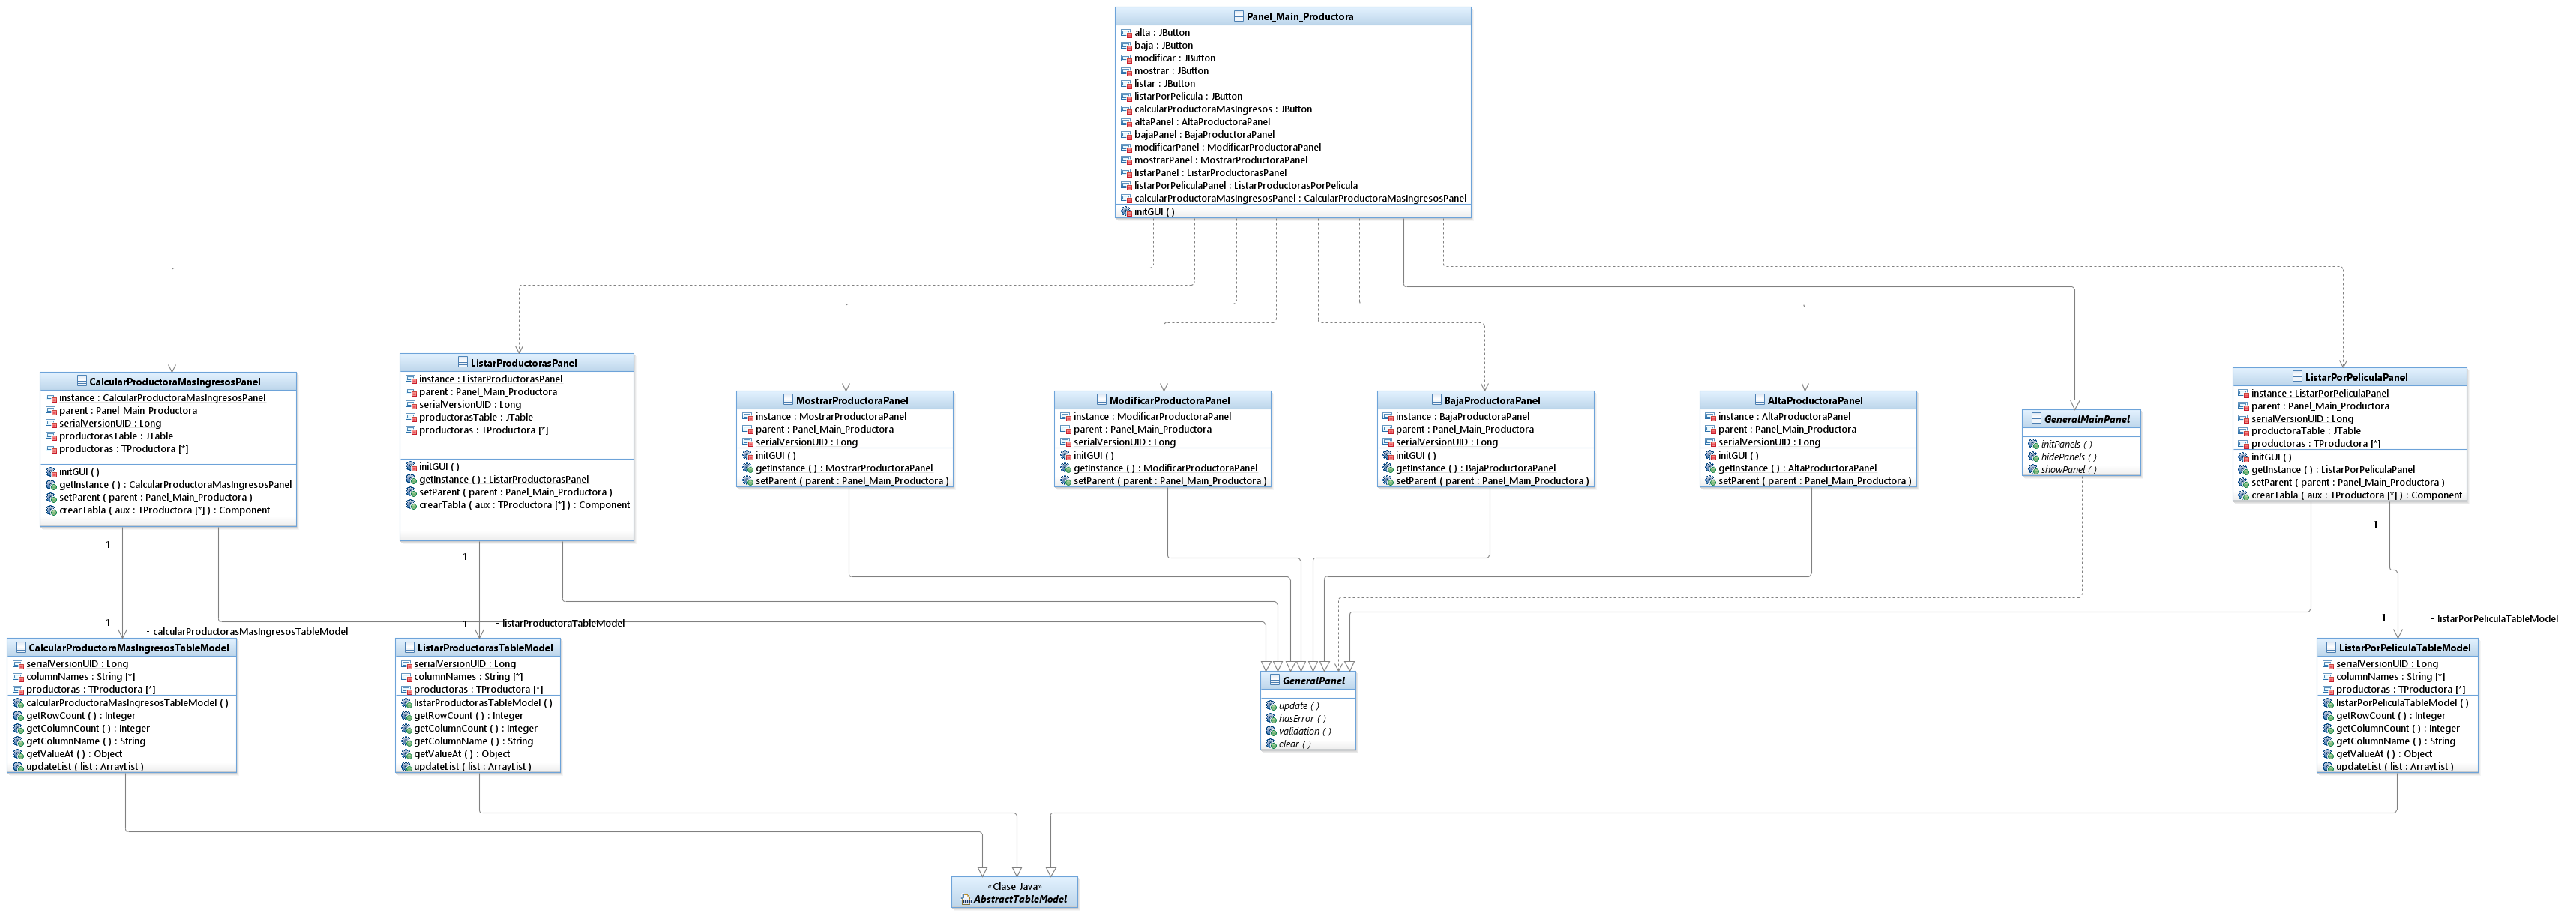 Panel_Main_Productora
alta : JButton
baja : JButton
modificar : JButton
mostrar : JButton
listar : JButton
listarPorPelicula : JButton
calcularProductoraMasIngresos : JButton
altaPanel : AltaProductoraPanel
bajaPanel : BajaProductoraPanel
modificarPanel : ModificarProductoraPanel
mostrarPanel : MostrarProductoraPanel
listarPanel : ListarProductorasPanel
listarPorPeliculaPanel : ListarProductorasPorPelicula
calcularProductoraMasIngresosPanel : CalcularProductoraMasIngresosPanel
initGUI ( )
CalcularProductoraMasIngresosPanel
instance : CalcularProductoraMasIngresosPanel
parent : Panel_Main_Productora
serialVersionUID : Long
productorasTable : JTable
productoras : TProductora [*]
initGUI ( )
getInstance ( ) : CalcularProductoraMasIngresosPanel
setParent ( parent : Panel_Main_Productora )
crearTabla ( aux : TProductora [*] ) : Component
ListarProductorasPanel
instance : ListarProductorasPanel
parent : Panel_Main_Productora
serialVersionUID : Long
productorasTable : JTable
productoras : TProductora [*]
initGUI ( )
getInstance ( ) : ListarProductorasPanel
setParent ( parent : Panel_Main_Productora )
crearTabla ( aux : TProductora [*] ) : Component
MostrarProductoraPanel
instance : MostrarProductoraPanel
parent : Panel_Main_Productora
serialVersionUID : Long
initGUI ( )
getInstance ( ) : MostrarProductoraPanel
setParent ( parent : Panel_Main_Productora )
ModificarProductoraPanel
instance : ModificarProductoraPanel
parent : Panel_Main_Productora
serialVersionUID : Long
initGUI ( )
getInstance ( ) : ModificarProductoraPanel
setParent ( parent : Panel_Main_Productora )
BajaProductoraPanel
instance : BajaProductoraPanel
parent : Panel_Main_Productora
serialVersionUID : Long
initGUI ( )
getInstance ( ) : BajaProductoraPanel
setParent ( parent : Panel_Main_Productora )
AltaProductoraPanel
instance : AltaProductoraPanel
parent : Panel_Main_Productora
serialVersionUID : Long
initGUI ( )
getInstance ( ) : AltaProductoraPanel
setParent ( parent : Panel_Main_Productora )
GeneralMainPanel
initPanels ( )
hidePanels ( )
showPanel ( )
ListarPorPeliculaPanel
instance : ListarPorPeliculaPanel
parent : Panel_Main_Productora
serialVersionUID : Long
productoraTable : JTable
productoras : TProductora [*]
initGUI ( )
getInstance ( ) : ListarPorPeliculaPanel
setParent ( parent : Panel_Main_Productora )
crearTabla ( aux : TProductora [*] ) : Component
1
1
- calcularProductorasMasIngresosTableModel
1
1
- listarProductoraTableModel
1
1
- listarPorPeliculaTableModel
CalcularProductoraMasIngresosTableModel
serialVersionUID : Long
columnNames : String [*]
productoras : TProductora [*]
calcularProductoraMasIngresosTableModel ( )
getRowCount ( ) : Integer
getColumnCount ( ) : Integer
getColumnName ( ) : String
getValueAt ( ) : Object
updateList ( list : ArrayList )
ListarProductorasTableModel
serialVersionUID : Long
columnNames : String [*]
productoras : TProductora [*]
listarProductorasTableModel ( )
getRowCount ( ) : Integer
getColumnCount ( ) : Integer
getColumnName ( ) : String
getValueAt ( ) : Object
updateList ( list : ArrayList )
GeneralPanel
update ( )
hasError ( )
validation ( )
clear ( )
ListarPorPeliculaTableModel
serialVersionUID : Long
columnNames : String [*]
productoras : TProductora [*]
listarPorPeliculaTableModel ( )
getRowCount ( ) : Integer
getColumnCount ( ) : Integer
getColumnName ( ) : String
getValueAt ( ) : Object
updateList ( list : ArrayList )
«Clase Java»
AbstractTableModel